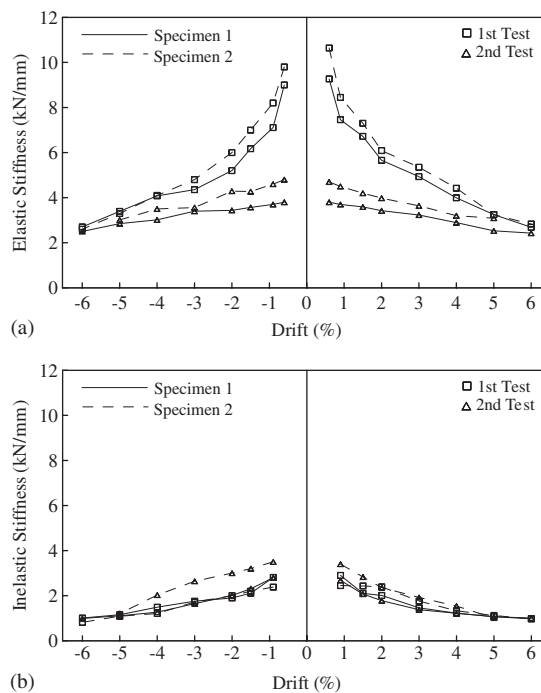 12
10
8
6
4
2
0
Elastic Stiffness (kN/mm)
Specimen 1
Specimen 2
1st Test
2nd Test
-6 -5 -4 -3 -2 -1 0 1 2 3 4 5 6
(a)
Drift (%)
12
10
8
6
4
2
0
Inelastic Stiffness (kN/mm)
Specimen 1
Specimen 2
1st Test
2nd Test
-6 -5 -4 -3 -2 -1 0 1 2 3 4 5 6
(b)
Drift (%)